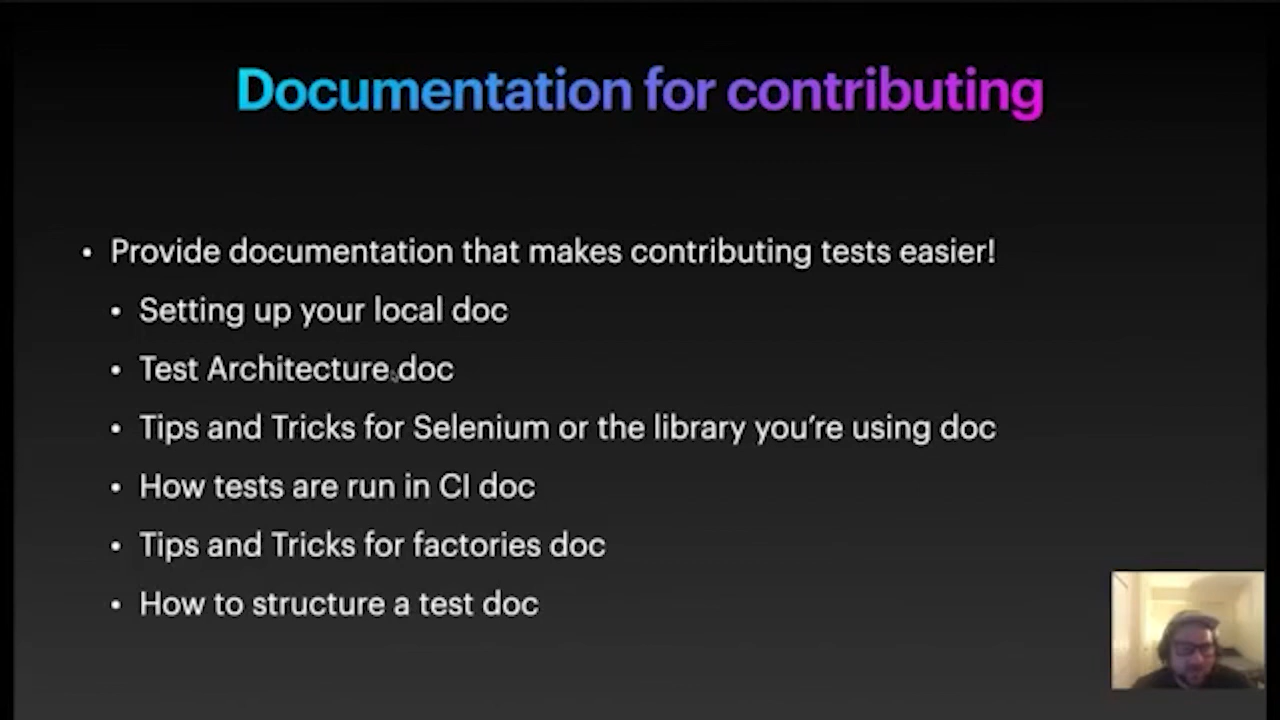 Documentation for contributing
• Provide documentation that makes contributing tests easier!
• Setting up your local doc
• Test Architecture doc
• Tips and Tricks for Selenium or the library you’re using doc
• How tests are run in CI doc
• Tips and Tricks for factories doc
• How to structure a test doc